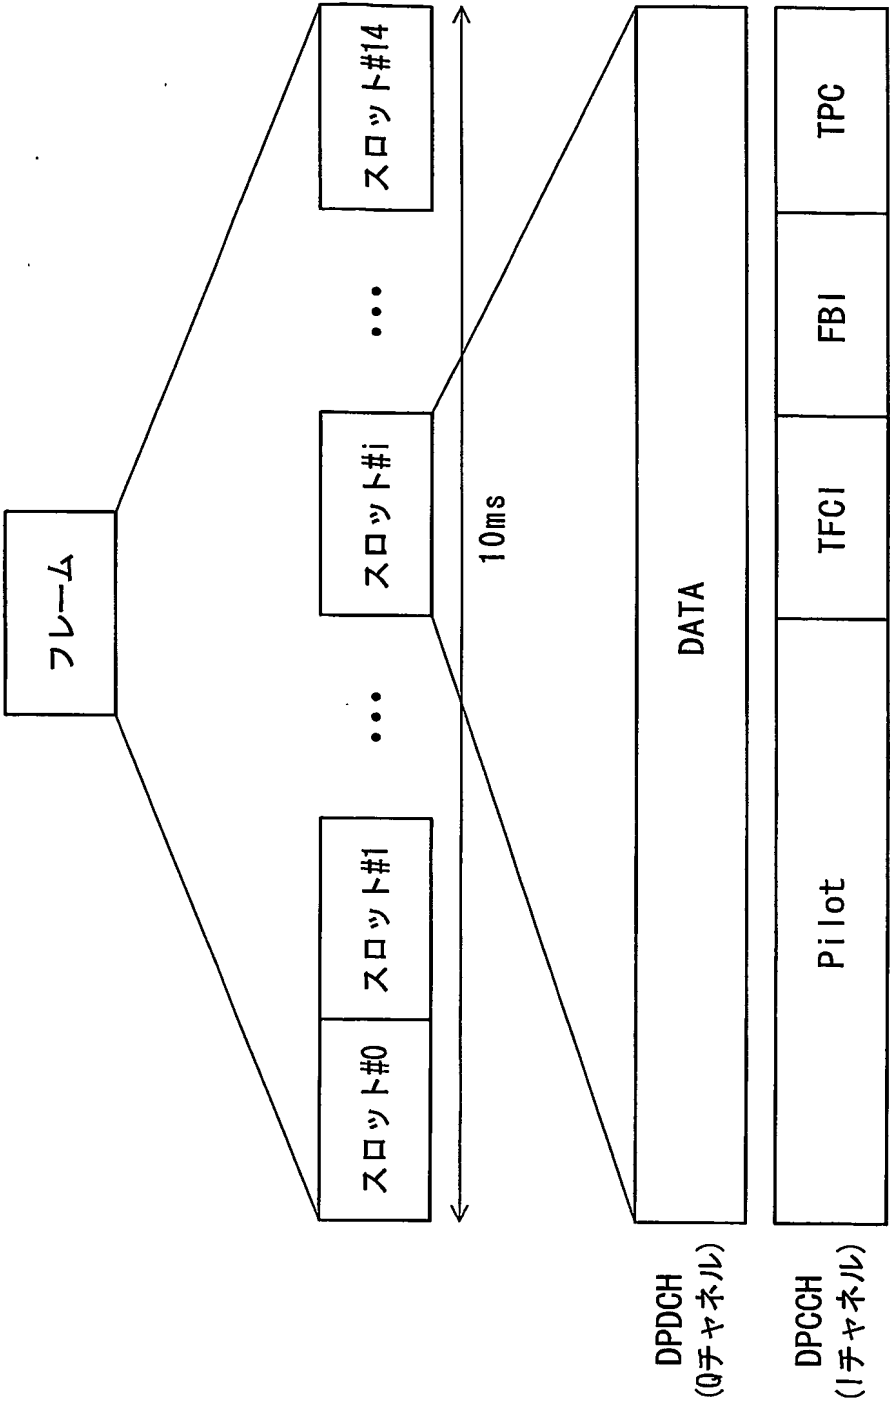 フレーム
スロット#0
スロット#1
•••
スロット#i
•••
スロット#14
10ms
DPDCH
(Qチャネル)
DATA
DPCCH
(Iチャネル)
Pilot
TFCI
FBI
TPC